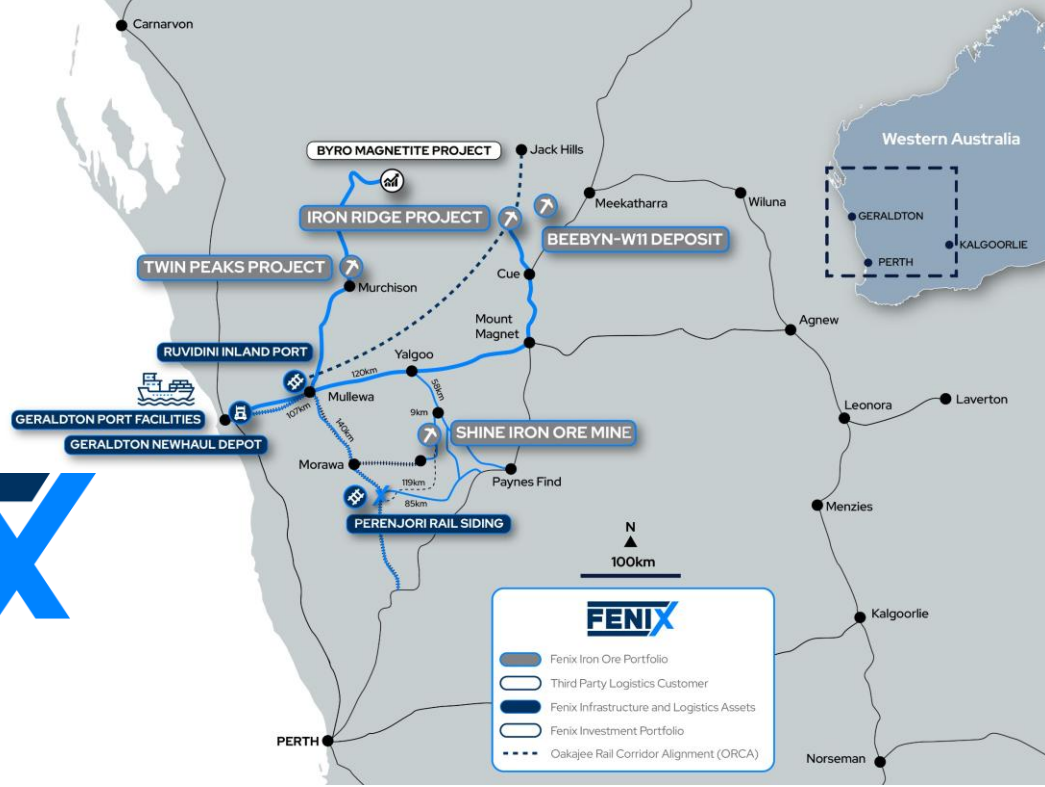 Carnarvon
BYRO MAGNETITE PROJECT
Jack Hills
Western Australia
IRON RIDGE PROJECT
Meekatharra
Wiluna
GERALDTON
BEEBYN-W11 DEPOSIT
KALGOORLIE
TWIN PEAKS PROJECT
Cue
PERTH
Murchison
Mount
Magnet
Agnew
RUVIDINI INLAND PORT
Yalgoo
120km
58km
Mullewa
107km
GERALDTON PORT FACILITIES
9km
Leonora
Laverton
GERALDTON NEWHAUL DEPOT
140km
SHINE IRON ORE MINE
Morawa
119km
Paynes Find
85km
PERENJORI RAIL SIDING
Menzies
N
100km
FENIX
Kalgoorlie
Fenix Iron Ore Portfolio
Third Party Logistics Customer
Fenix Infrastructure and Logistics Assets
Fenix Investment Portfolio
Oakajee Rail Corridor Alignment (ORCA)
PERTH
Norseman